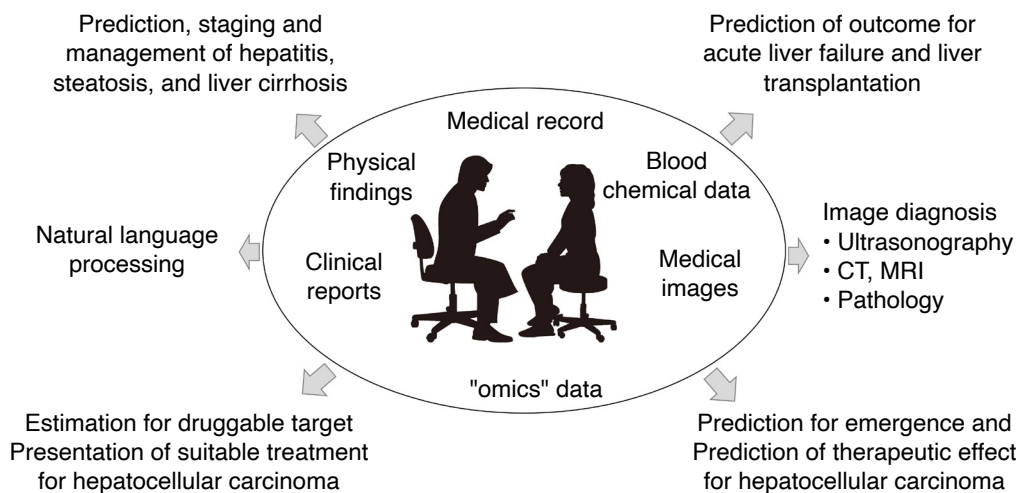 Prediction, staging and
management of hepatitis,
steatosis, and liver cirrhosis
Prediction of outcome for
acute liver failure and liver
transplantation
Medical record
Physical
findings
Blood
chemical data
Natural language
processing
Clinical
reports
Medical
images
Image diagnosis
• Ultrasonography
• CT, MRI
• Pathology
"omics" data
Estimation for druggable target
Presentation of suitable treatment
for hepatocellular carcinoma
Prediction for emergence and
Prediction of therapeutic effect
for hepatocellular carcinoma